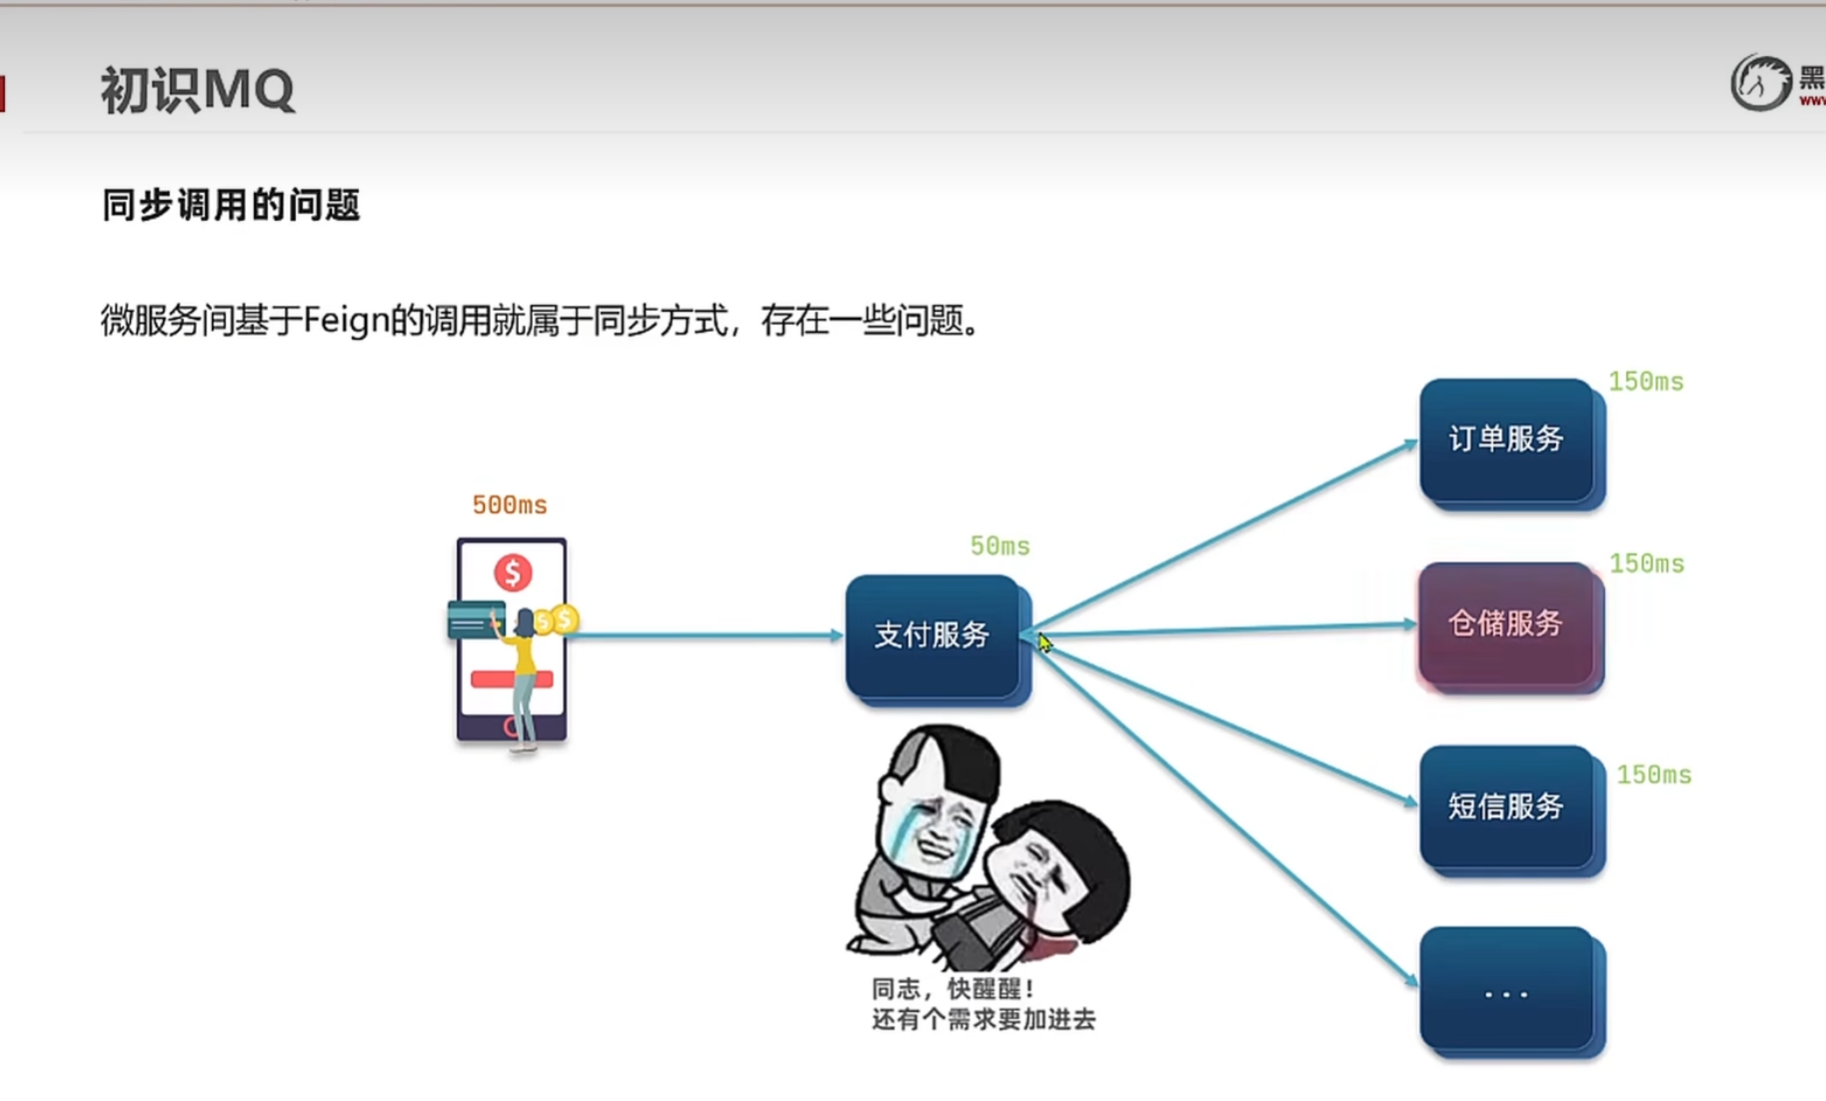 初识MQ
黑
www
同步调用的问题
微服务间基于Feign的调用就属于同步方式，存在一些问题。
150ms
订单服务
500ms
50ms
150ms
$
支付服务
仓储服务
$
$
150ms
短信服务
...
同志，快醒醒！
还有个需求要加进去